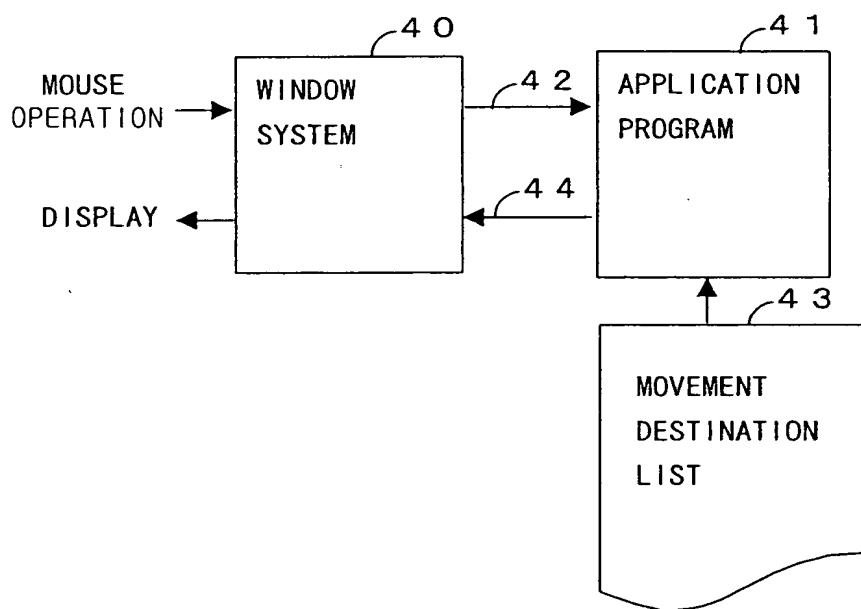 40
MOUSE
OPERATION
WINDOW
SYSTEM
42
41
APPLICATION
PROGRAM
DISPLAY
44
43
MOVEMENT
DESTINATION
LIST